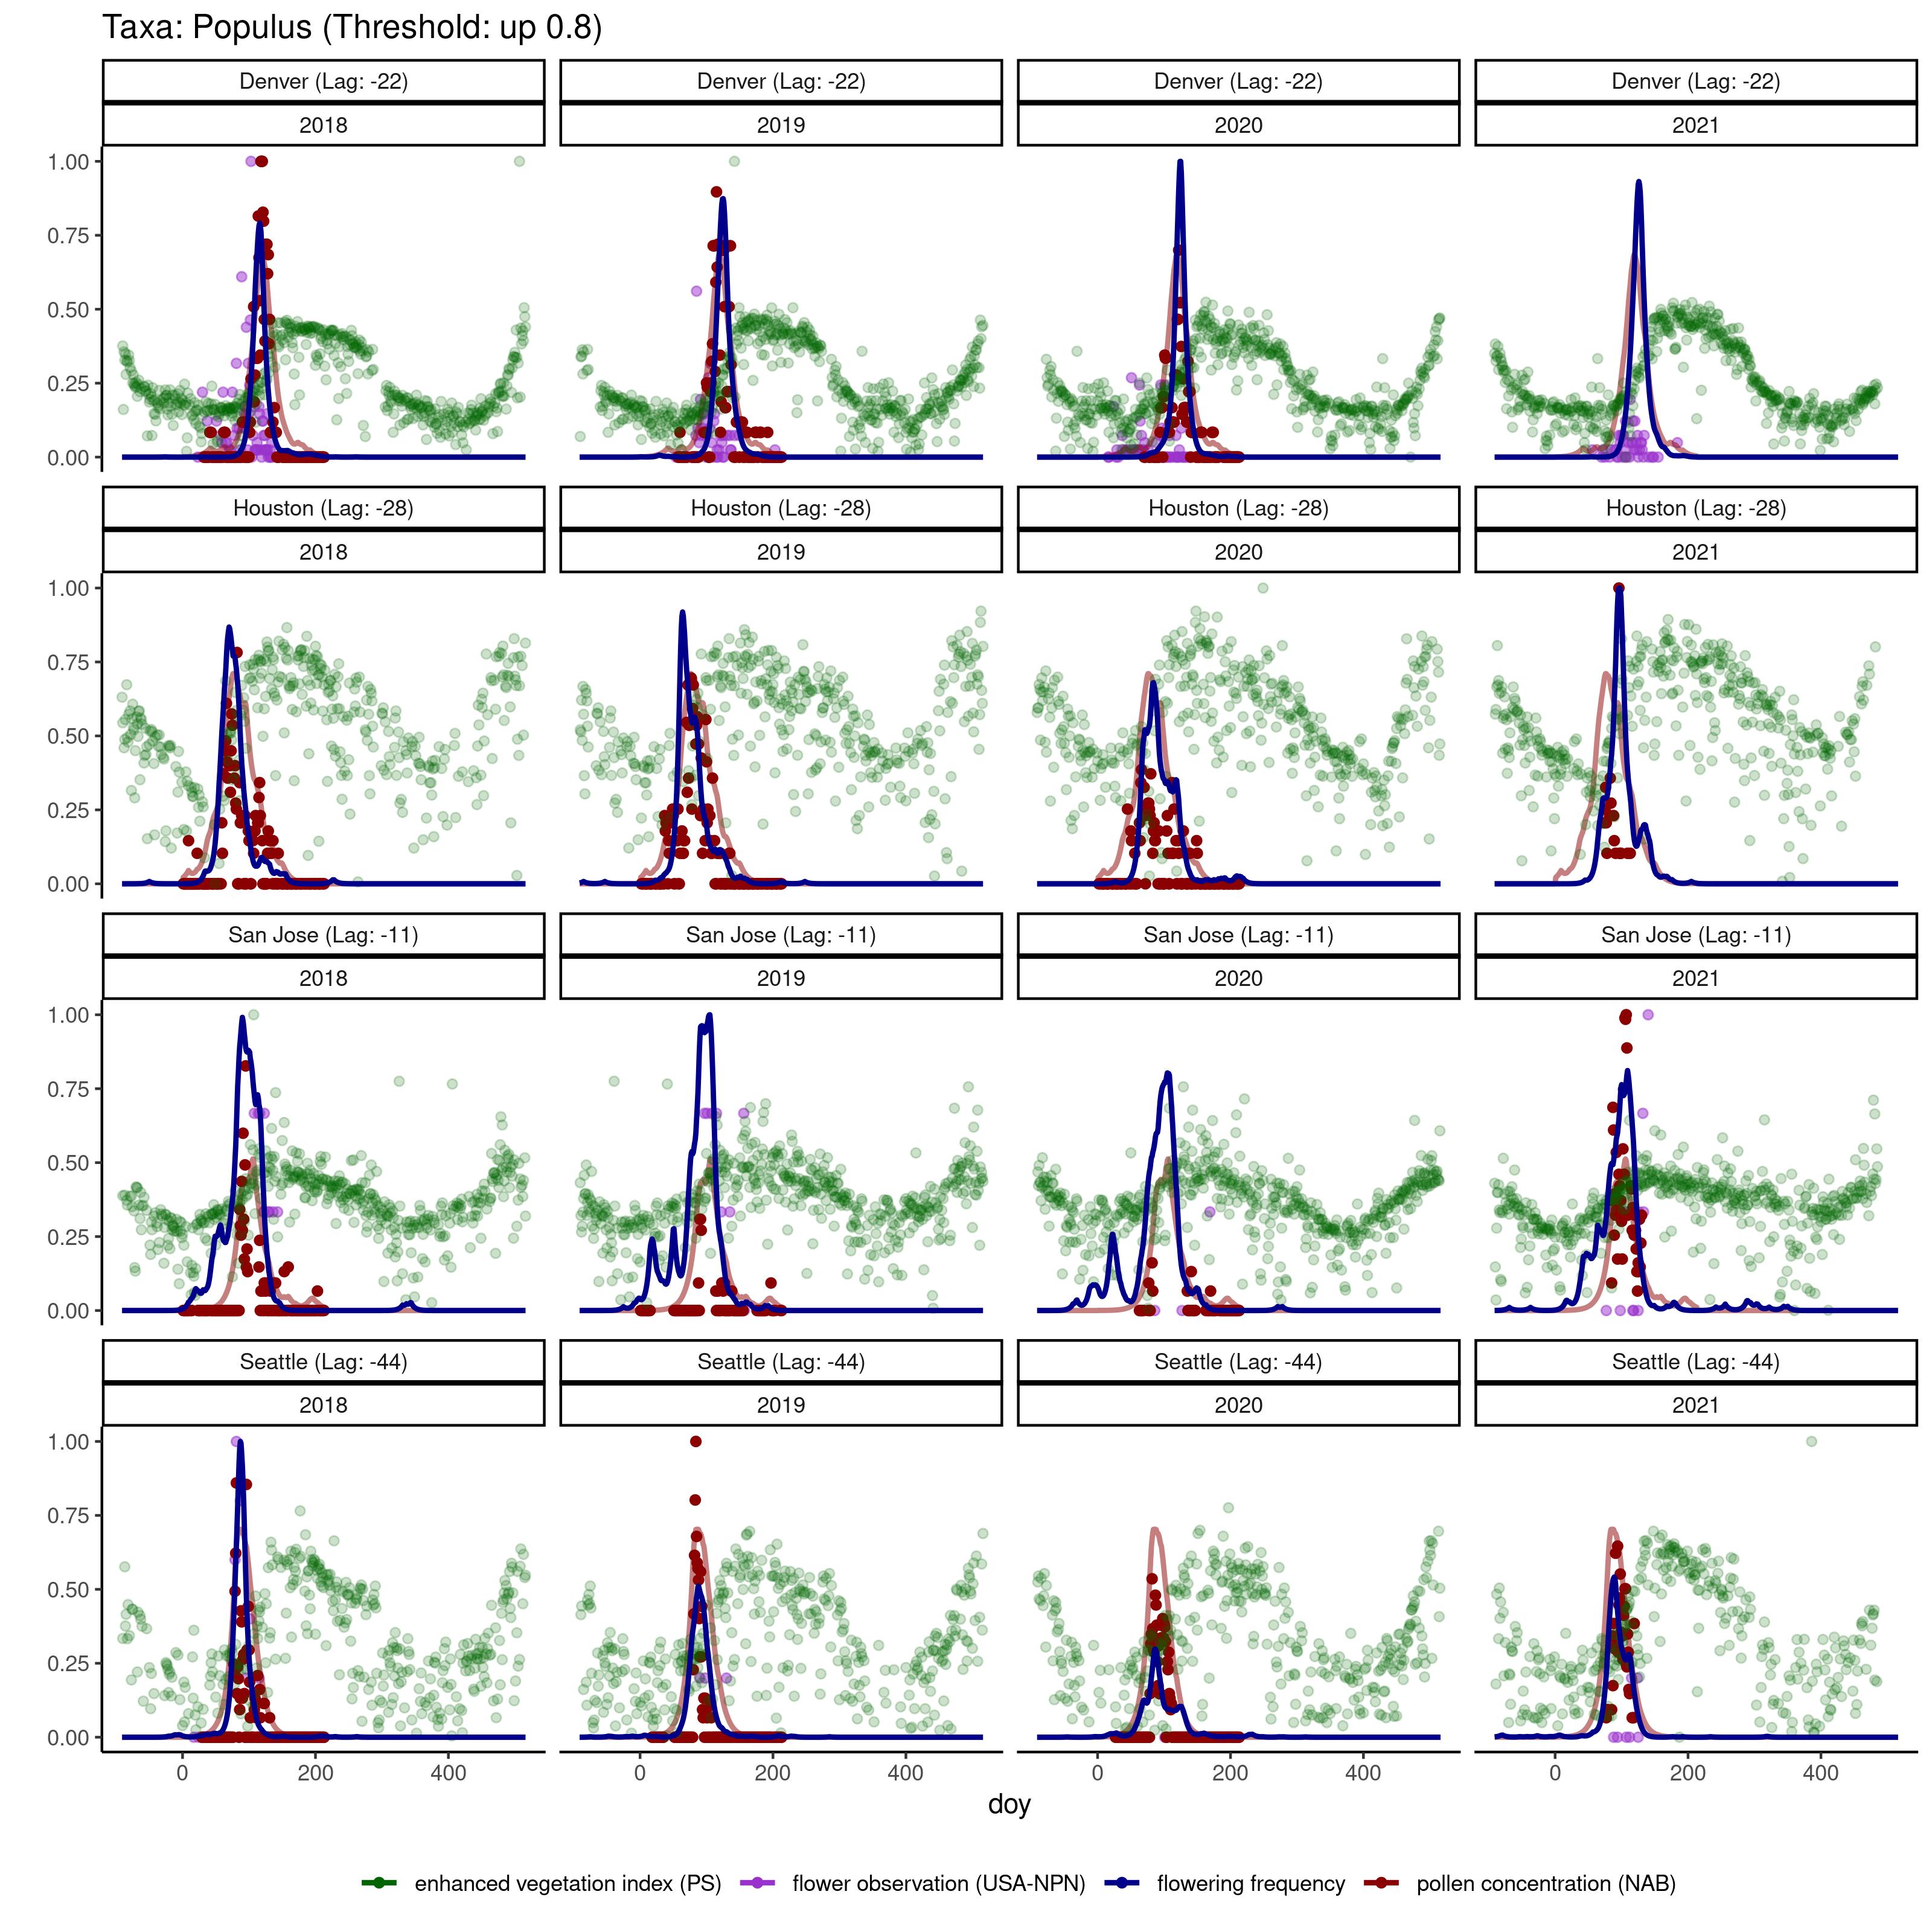 Taxa: Populus (Threshold: up 0.8)
Denver (Lag: -22) Denver (Lag: -22) Denver (Lag: -22) Denver (Lag: -22)
2018 2019 2020 2021
1.00
0.75
0.50
0.25
0.00
Houston (Lag: -28) Houston (Lag: -28) Houston (Lag: -28) Houston (Lag: -28)
2018 2019 2020 2021
1.00
0.75
0.50
0.25
0.00
San Jose (Lag: -11) San Jose (Lag: -11) San Jose (Lag: -11) San Jose (Lag: -11)
2018 2019 2020 2021
1.00
0.75
0.50
0.25
0.00
Seattle (Lag: -44) Seattle (Lag: -44) Seattle (Lag: -44) Seattle (Lag: -44)
2018 2019 2020 2021
1.00
0.75
0.50
0.25
0.00
0 200 400 0 200 400 0 200 400 0 200 400
doy
enhanced vegetation index (PS) flower observation (USA-NPN) flowering frequency pollen concentration (NAB)